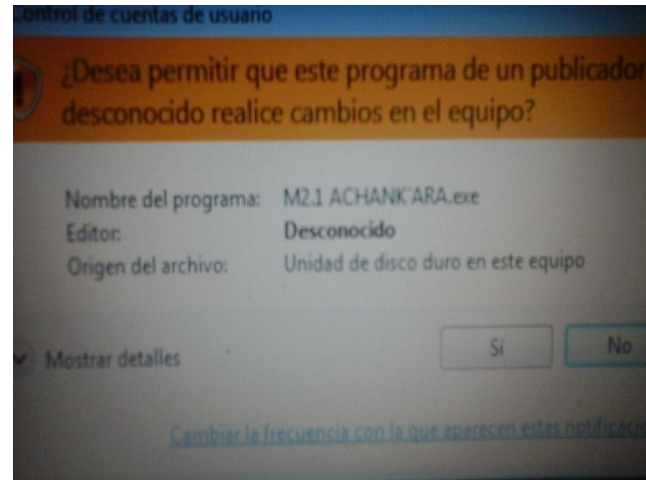 Control de cuentas de usuario
¿Desea permitir que este programa de un publicador
desconocido realice cambios en el equipo?
Nombre del programa: M2.1 ACHANK´ARA.exe
Editor: Desconocido
Origen del archivo: Unidad de disco duro en este equipo
Mostrar detalles
Sí No
Cambiar la frecuencia con la que aparecen estas notificacio